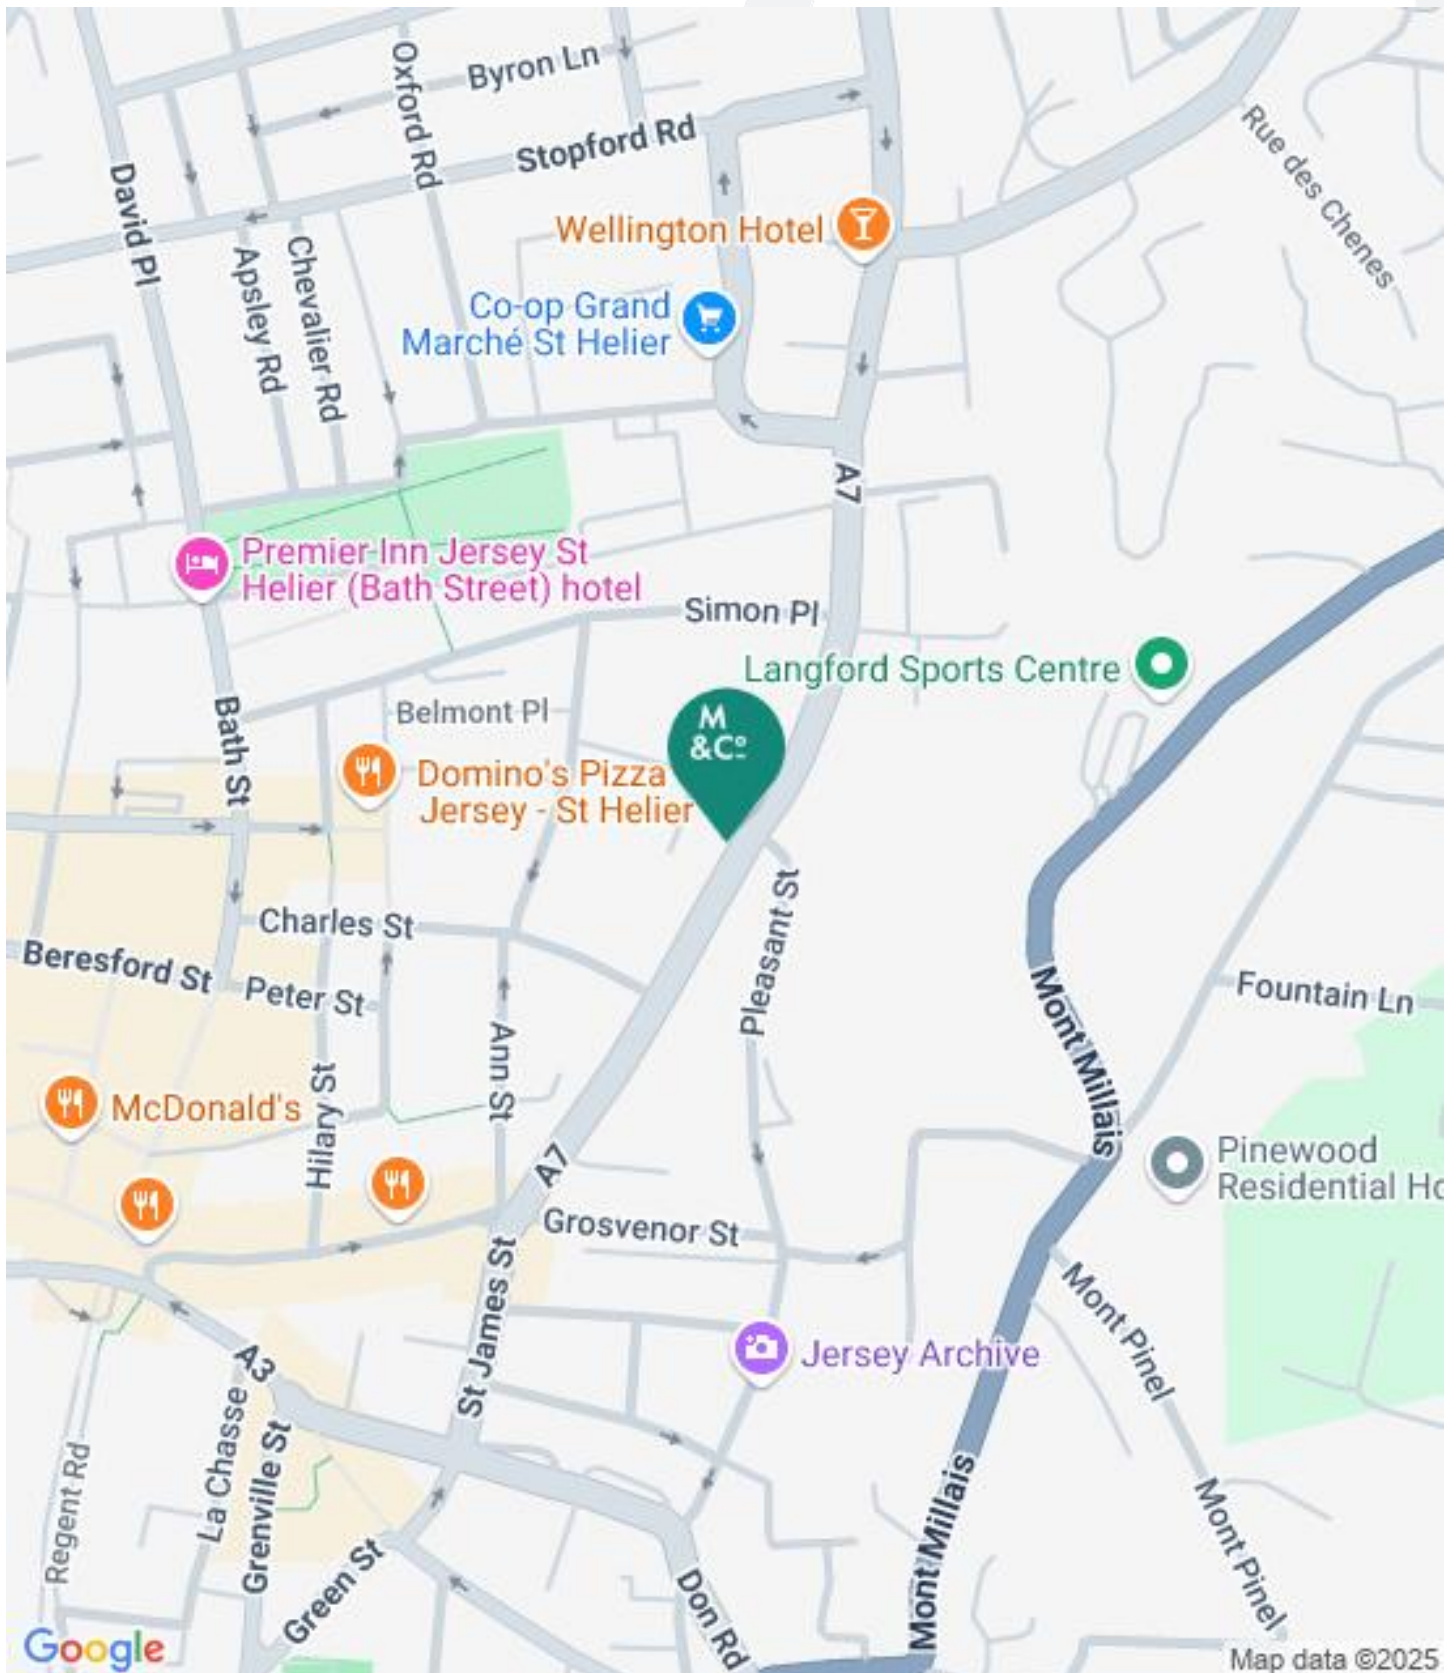 Byron Ln
Oxford Rd
Stopford Rd
Rue des Chenes
David Pl
Wellington Hotel
Apsley Rd
Chevalier Rd
Co-op Grand
Marché St Helier
A7
Premier Inn Jersey St
Helier (Bath Street) hotel
Simon Pl
Langford Sports Centre
Bath St
Belmont Pl
M
&Cº
Domino's Pizza
Jersey - St Helier
Pleasant St
Charles St
Beresford St
Peter St
Mont Millais
Fountain Ln
Ann St
Hilary St
McDonald's
A7
Pinewood
Residential Ho
Grosvenor St
St James St
Mont Pinel
Jersey Archive
A3
La Chasse
Grenville St
Regent Rd
Mont Millais
Mont Pinel
Green St
Don Rd
Google
Map data ©2025